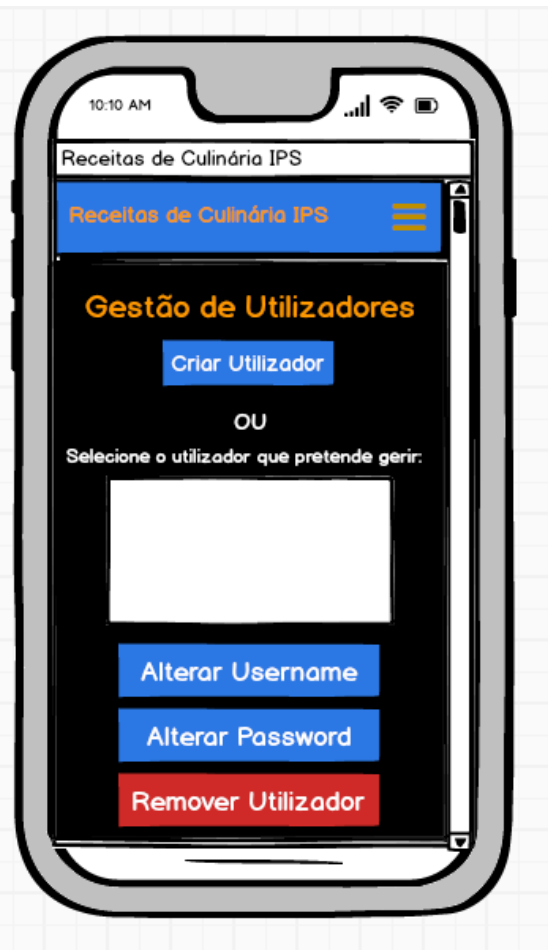 10:10 AM
Receitas de Culinária IPS
Receitas de Culinária IPS
Gestão de Utilizadores
Criar Utilizador
OU
Selecione o utilizador que pretende gerir:
Alterar Username
Alterar Password
Remover Utilizador